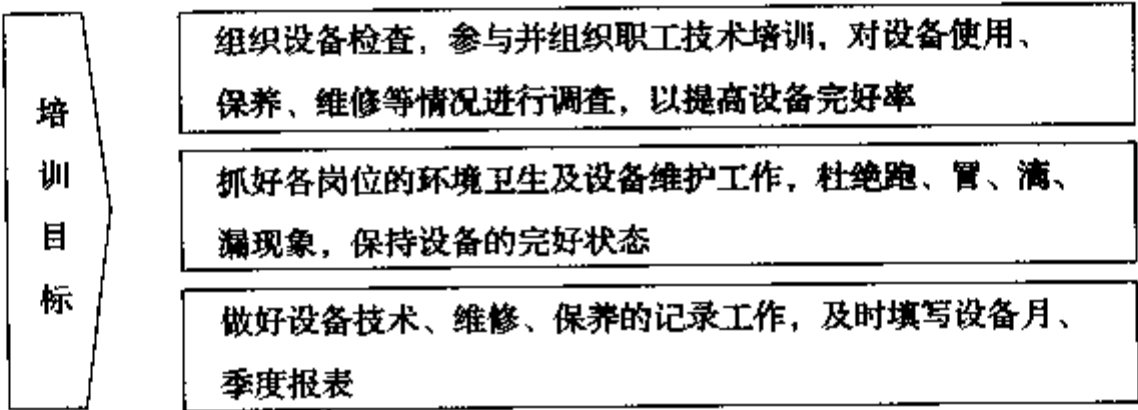 培训目标
组织设备检查，参与并组织职工技术培训，对设备使用、
保养、维修等情况进行调查，以提高设备完好率
抓好各岗位的环境卫生及设备维护工作，杜绝跑、冒、滴、
漏现象，保持设备的完好状态
做好设备技术、维修、保养的记录工作，及时填写设备月、
季度报表